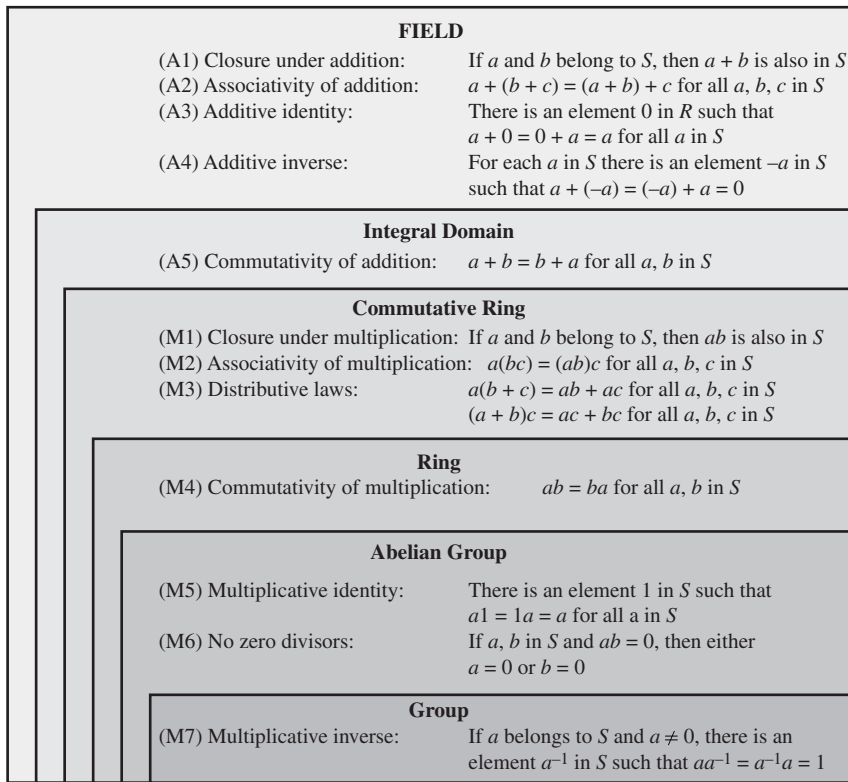 FIELD
(A1) Closure under addition: If a and b belong to S, then a + b is also in S
(A2) Associativity of addition: a + (b + c) = (a + b) + c for all a, b, c in S
(A3) Additive identity: There is an element 0 in R such that
a + 0 = 0 + a = a for all a in S
(A4) Additive inverse: For each a in S there is an element –a in S
such that a + (–a) = (–a) + a = 0
Integral Domain
(A5) Commutativity of addition: a + b = b + a for all a, b in S
Commutative Ring
(M1) Closure under multiplication: If a and b belong to S, then ab is also in S
(M2) Associativity of multiplication: a(bc) = (ab)c for all a, b, c in S
(M3) Distributive laws: a(b + c) = ab + ac for all a, b, c in S
(a + b)c = ac + bc for all a, b, c in S
Ring
(M4) Commutativity of multiplication: ab = ba for all a, b in S
Abelian Group
(M5) Multiplicative identity: There is an element 1 in S such that
a1 = 1a = a for all a in S
(M6) No zero divisors: If a, b in S and ab = 0, then either
a = 0 or b = 0
Group
(M7) Multiplicative inverse: If a belongs to S and a ≠ 0, there is an
element a⁻¹ in S such that aa⁻¹ = a⁻¹a = 1